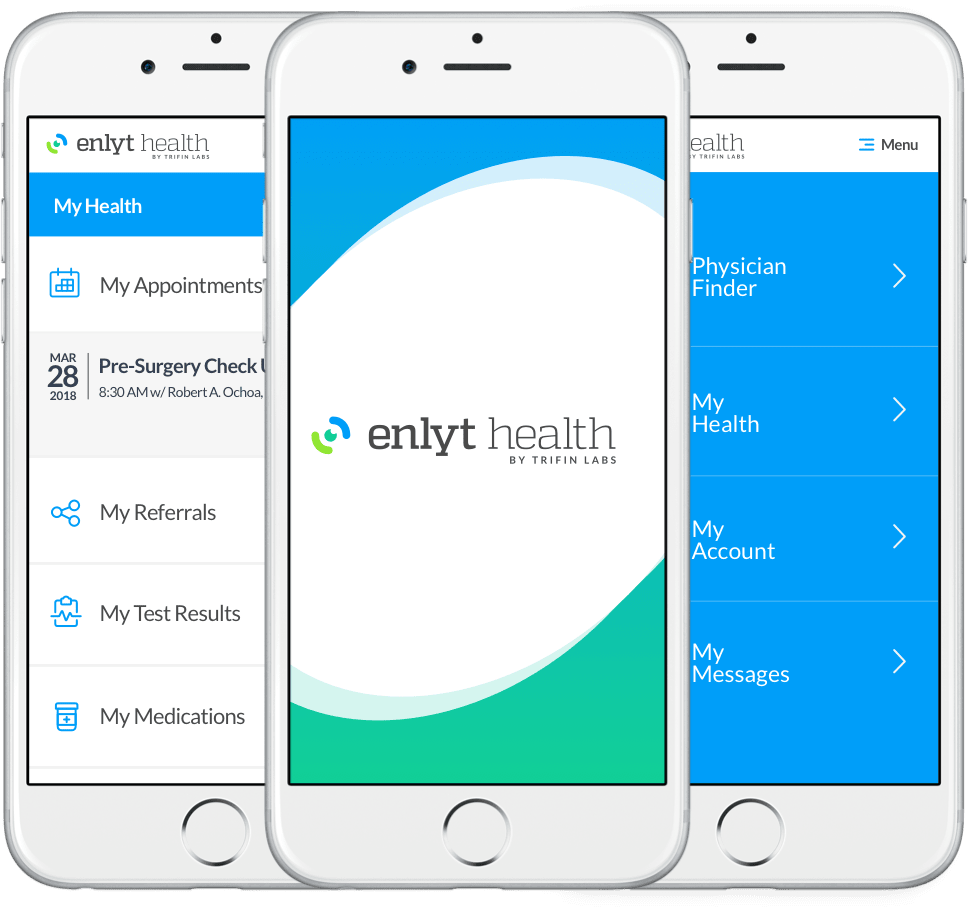 enlyt health
BY TRIFIN LABS
My Health
My Appointments
MAR
28
2018
Pre-Surgery Check
8:30 AM w/ Robert A. Ochoa,
My Referrals
My Test Results
My Medications
enlyt health
BY TRIFIN LABS
ealth
TRIFIN LABS
Menu
Physician
Finder
My
Health
My
Account
My
Messages